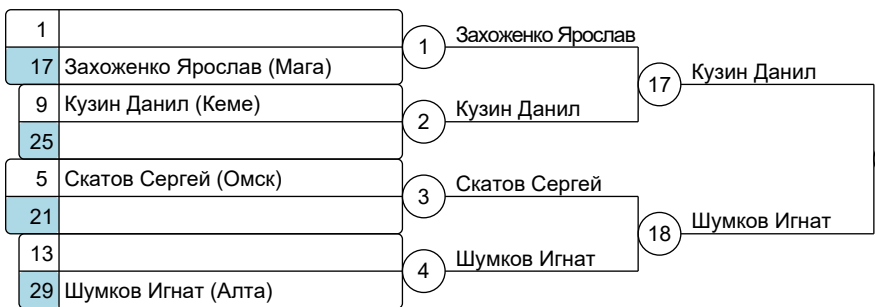 1
17 Захоженко Ярослав (Мага)
1
Захоженко Ярослав
9 Кузин Данил (Кеме)
25
2
Кузин Данил
17
Кузин Данил
5 Скатов Сергей (Омск)
21
3
Скатов Сергей
13
29 Шумков Игнат (Алта)
4
Шумков Игнат
18
Шумков Игнат